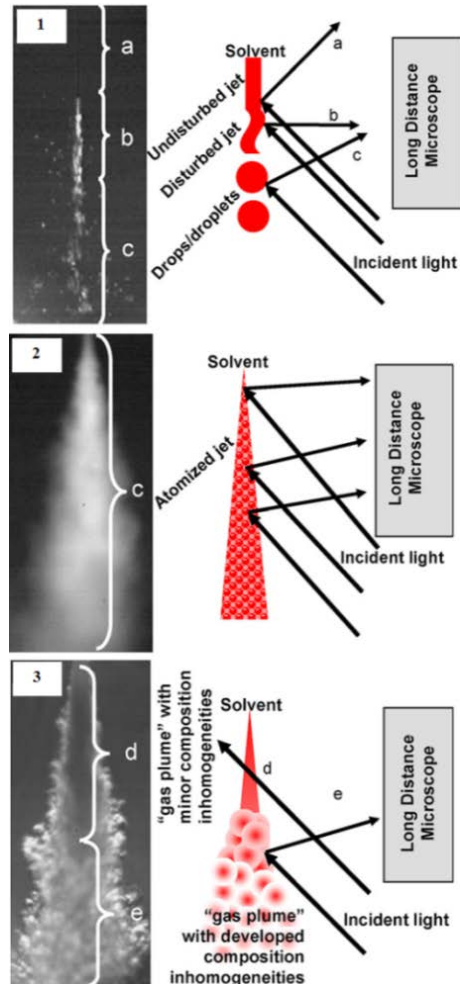 1
a
b
c
Solvent
Undisturbed jet
Disturbed jet
Drops/droplets
a
b
c
Incident light
Long Distance
Microscope
2
c
Solvent
Atomized jet
Incident light
Long Distance
Microscope
3
d
e
"gas plume" with
minor composition
inhomogeneities
Solvent
d
e
Incident light
Long Distance
Microscope
"gas plume"
with developed
composition
inhomogeneities